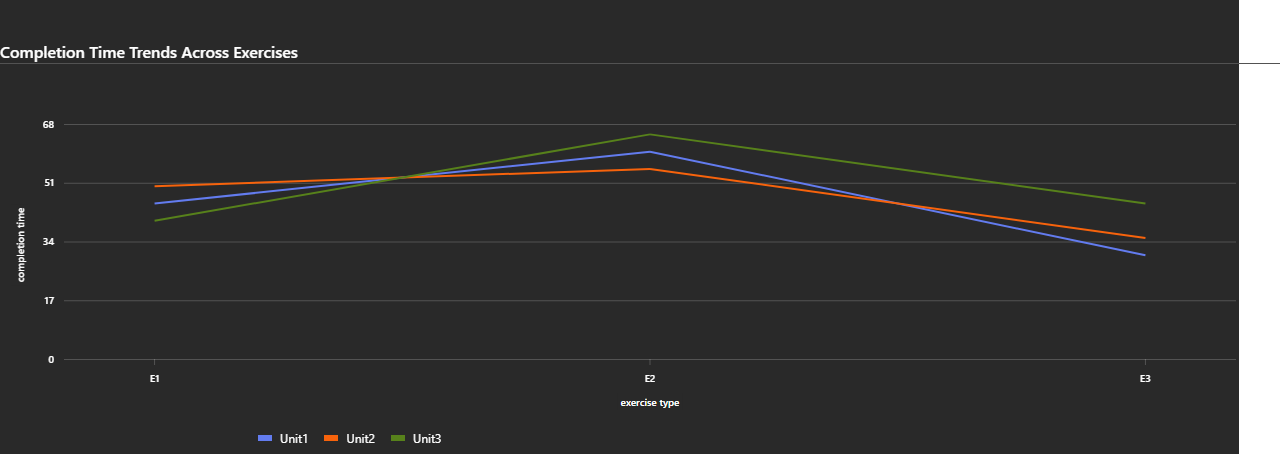 Completion Time Trends Across Exercises
68
51
34
17
0
completion time
E1 E2 E3
exercise type
Unit1 Unit2 Unit3